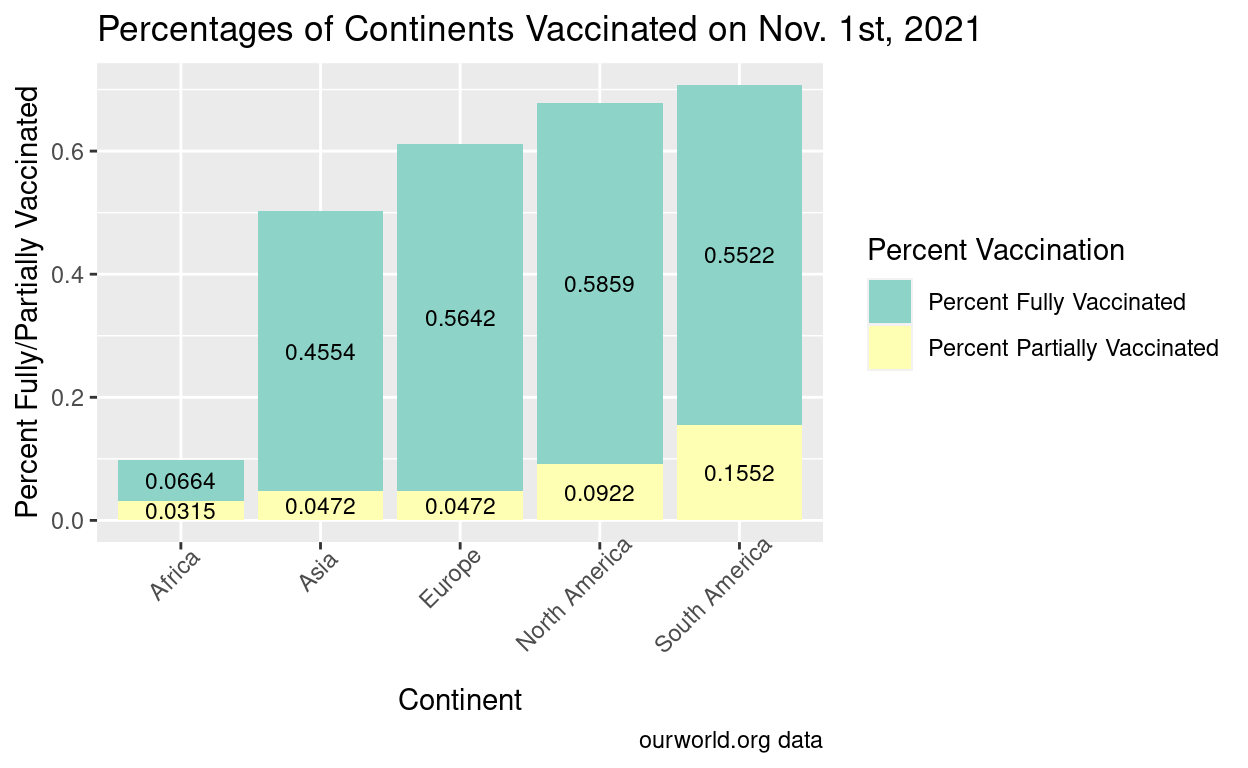 Percentages of Continents Vaccinated on Nov. 1st, 2021
Percent Fully/Partially Vaccinated
0.6
0.4
0.2
0.0
0.0664
0.0315
0.4554
0.0472
0.5642
0.0472
0.5859
0.0922
0.5522
0.1552
Africa
Asia
Europe
North America
South America
Continent
Percent Vaccination
Percent Fully Vaccinated
Percent Partially Vaccinated
ourworld.org data